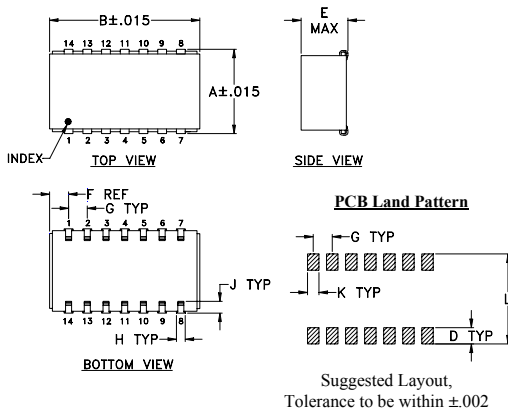 B±.015
E
MAX
14 13 12 11 10 9 8
A±.015
INDEX
1 2 3 4 5 6 7
TOP VIEW
SIDE VIEW
F REF
G TYP
1 2 3 4 5 6 7
J TYP
14 13 12 11 10 9 8
H TYP
BOTTOM VIEW
PCB Land Pattern
G TYP
K TYP
L
D TYP
Suggested Layout,
Tolerance to be within ±.002